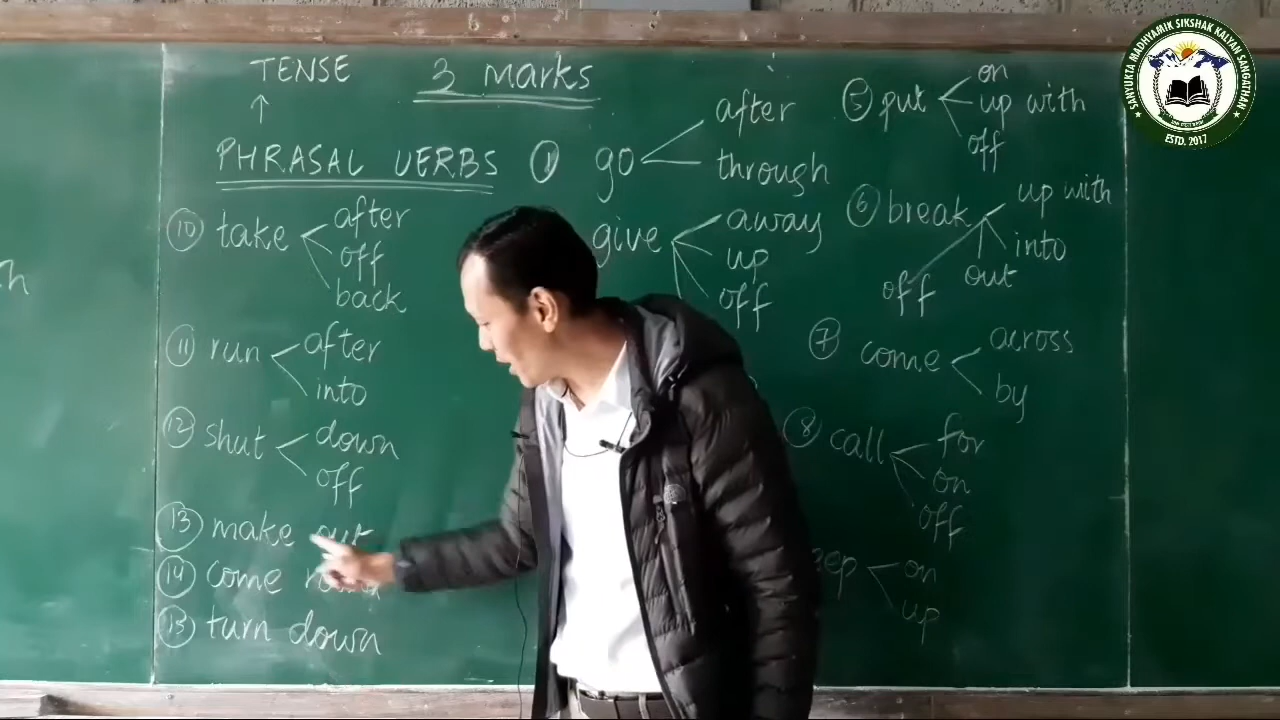 TENSE
3 marks
PHRASAL VERBS
① go
after
through
give
away
up
off
⑤ put
on
up with
off
⑥ break
up with
into
out
off
⑦ come
across
by
⑧ call
for
on
off
on
up
⑩ take
after
off
back
⑪ run
after
into
⑫ shut
down
off
⑬ make out
⑭ come
⑮ turn down
SANYUKTA MADHYAMIK SIKSHAK KALYAN SANGATHAN
ESTD. 2017